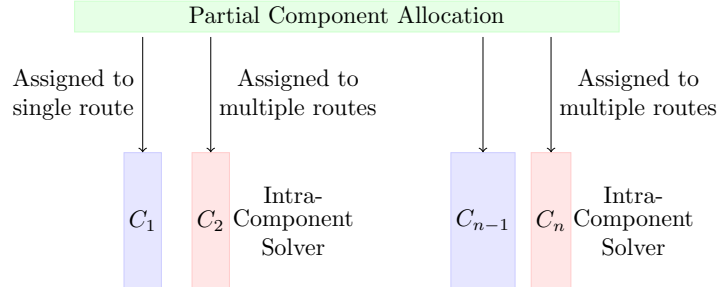 Partial Component Allocation
Assigned to
single route
Assigned to
multiple routes
Assigned to
multiple routes
C₁
C₂
Intra-
Component
Solver
Cₙ₋₁
Cₙ
Intra-
Component
Solver